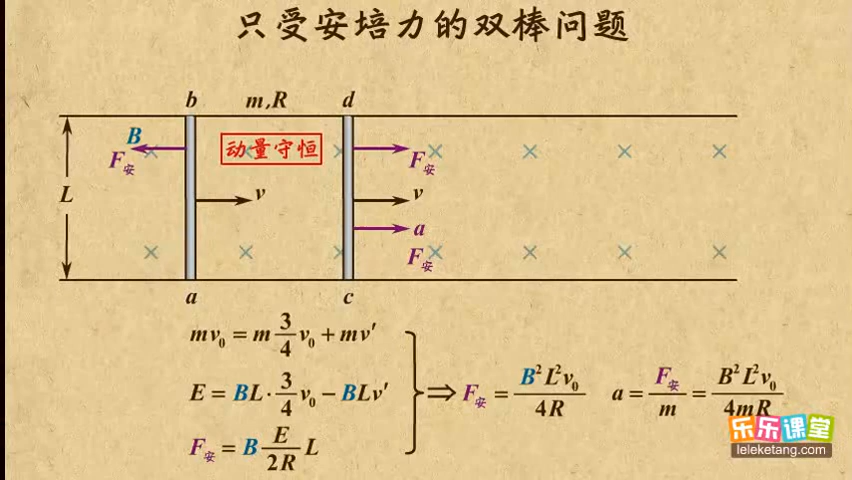 只受安培力的双棒问题
b m,R d
B 动量守恒
F安 F安
L v v
a
F安
a c
mv₀ = m 3/4 v₀ + mv′
E = BL · 3/4 v₀ − BLv′ ⇒ F安 = B²L²v₀/4R a = F安/m = B²L²v₀/4mR
F安 = B E/2R L
乐乐课堂
leleketang.com